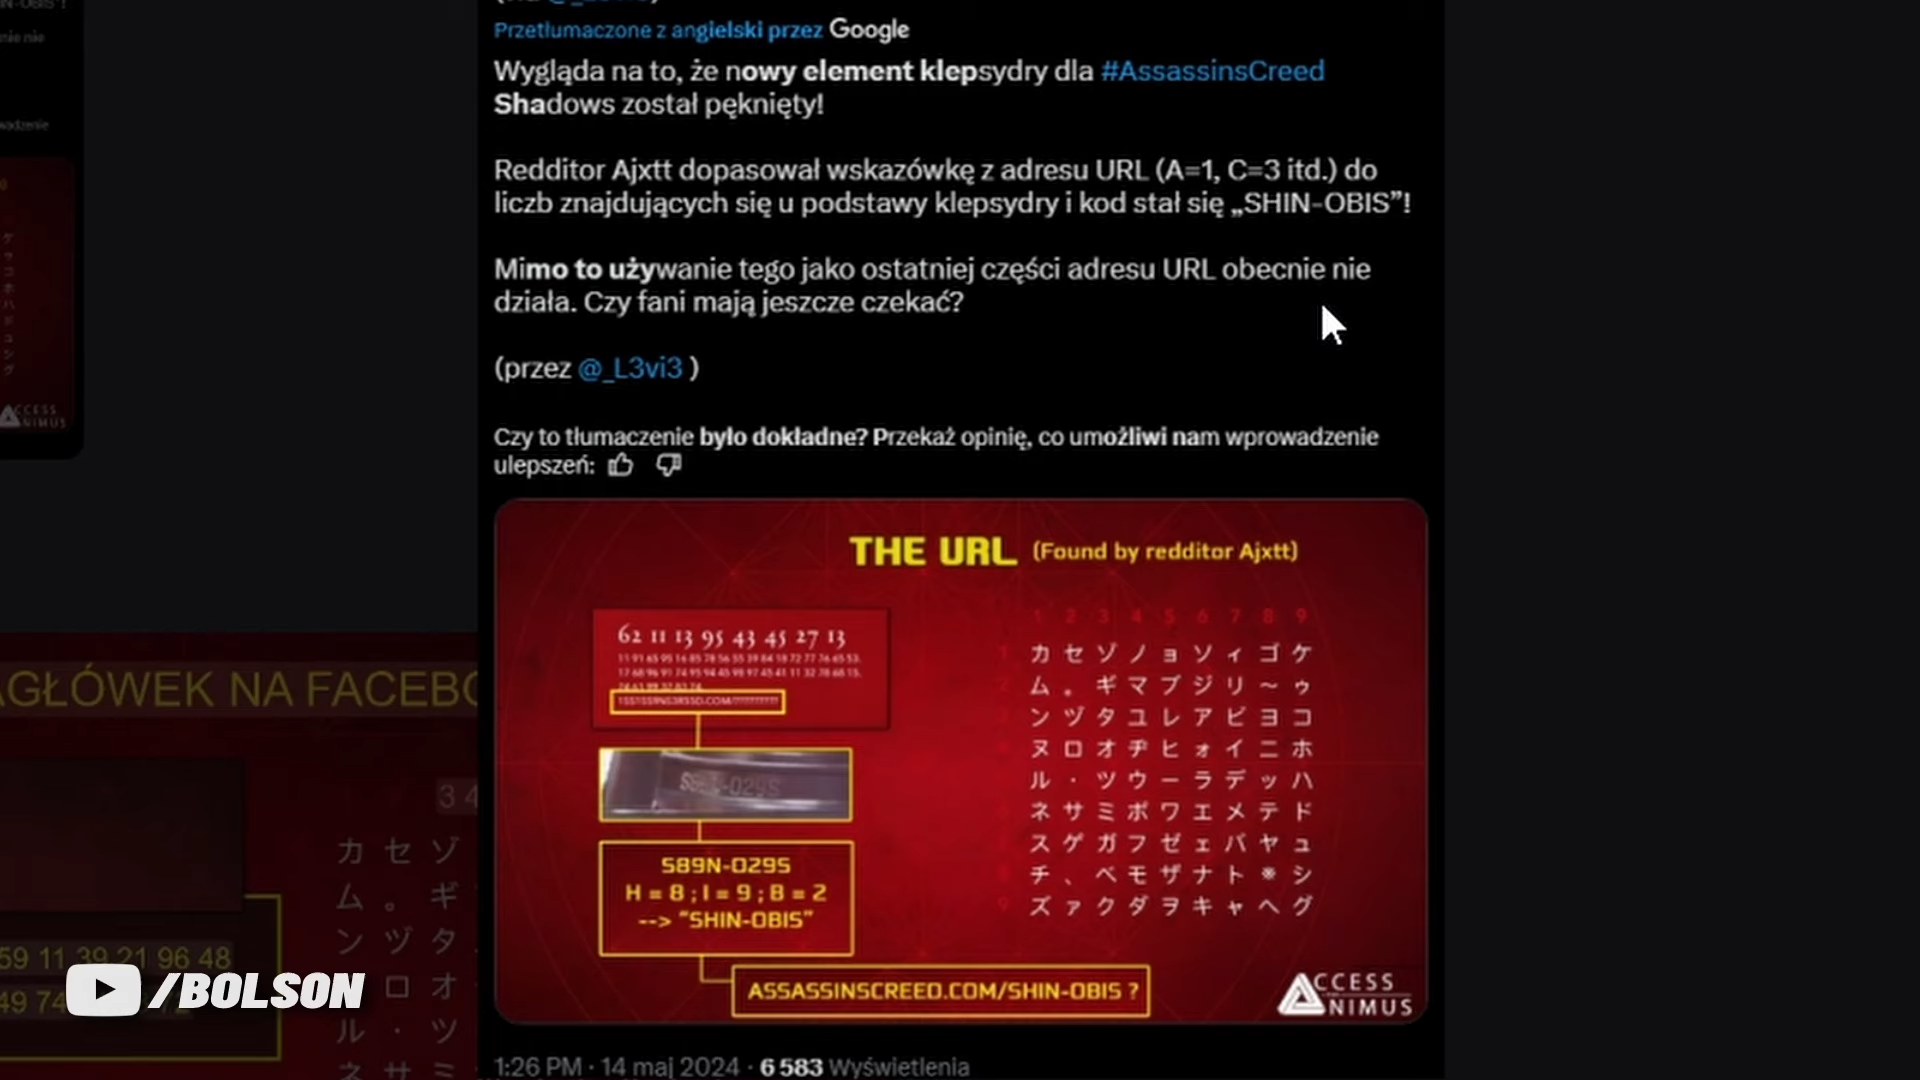 Przetłumaczone z angielski przez Google
Wygląda na to, że nowy element klepsydry dla #AssassinsCreed
Shadows został pęknięty!
Redditor Ajxtt dopasował wskazówkę z adresu URL (A=1, C=3 itd.) do
liczb znajdujących się u podstawy klepsydry i kod stał się „SHIN-OBIS”!
Mimo to używanie tego jako ostatniej części adresu URL obecnie nie
działa. Czy fani mają jeszcze czekać?
(przez @_L3vi3 )
Czy to tłumaczenie było dokładne? Przekaż opinię, co umożliwi nam wprowadzenie
ulepszeń:
THE URL (Found by redditor Ajxtt)
62 11 13 95 43 45 27 13
S89N-029S
H = 8 ; I = 9 ; B = 2
--> “SHIN-OBIS”
ASSASSINSCREED.COM/SHIN-OBIS ?
1 2 3 4 5 6 7 8 9
カ セ ゾ ノ ョ ソ ィ ゴ ケ
ム 。 ギ マ ブ ジ リ ～ ゥ
ン ヅ タ ユ レ ア ビ ヨ コ
ヌ ロ オ ヂ ヒ ォ イ ニ ホ
ル ・ ツ ウ ー ラ デ ッ ハ
ネ サ ミ ポ ワ エ メ テ ド
ス ゲ ガ フ ゼ ェ バ ヤ ュ
チ 、 ベ モ ザ ナ ト ※ シ
ズ ァ ク ダ ヲ キ ャ ヘ グ
ACCESS
ANIMUS
1:26 PM · 14 maj 2024 · 6 583 Wyświetlenia
AGŁÓWEK NA FACEBO
3 4
カ セ ゾ
ム 。 ギ
ン ヅ タ
ロ オ
ル ・ ツ
ネ サ ミ
59 11 39 21 96 48
49 74
/BOLSON